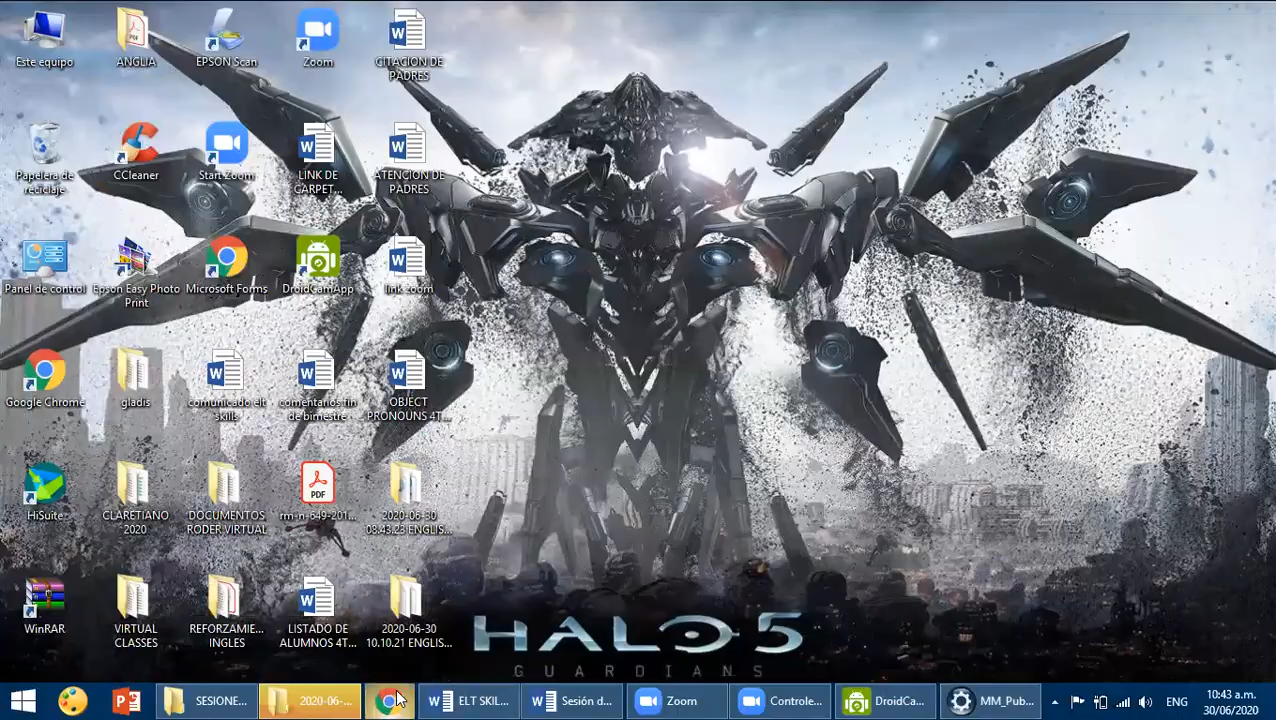 Este equipo
ANGLIA
EPSON Scan
Zoom
CITACION DE
PADRES
Papelera de
reciclaje
CCleaner
Start Zoom
LINK DE
CARPET...
ATENCION DE
PADRES
Panel de control
Epson Easy Photo
Print
Microsoft Forms
DroidCamApp
link zoom
Google Chrome
gladis
comunicado elt
skills
comentarios fin
de bimestre
OBJECT
PRONOUNS 4T...
HiSuite
CLARETIANO
2020
DOCUMENTOS
RODER VIRTUAL
PDF
rm-n-649-201...
2020-06-30
08.43.23 ENGLIS...
WinRAR
VIRTUAL
CLASSES
REFORZAMIE...
INGLES
LISTADO DE
ALUMNOS 4T...
2020-06-30
10.10.21 ENGLIS...
HALO 5
GUARDIANS
SESIONE...
2020-06-...
ELT SKIL...
Sesión d...
Zoom
Controle...
DroidCa...
MM_Pub...
ENG
10:43 a.m.
30/06/2020